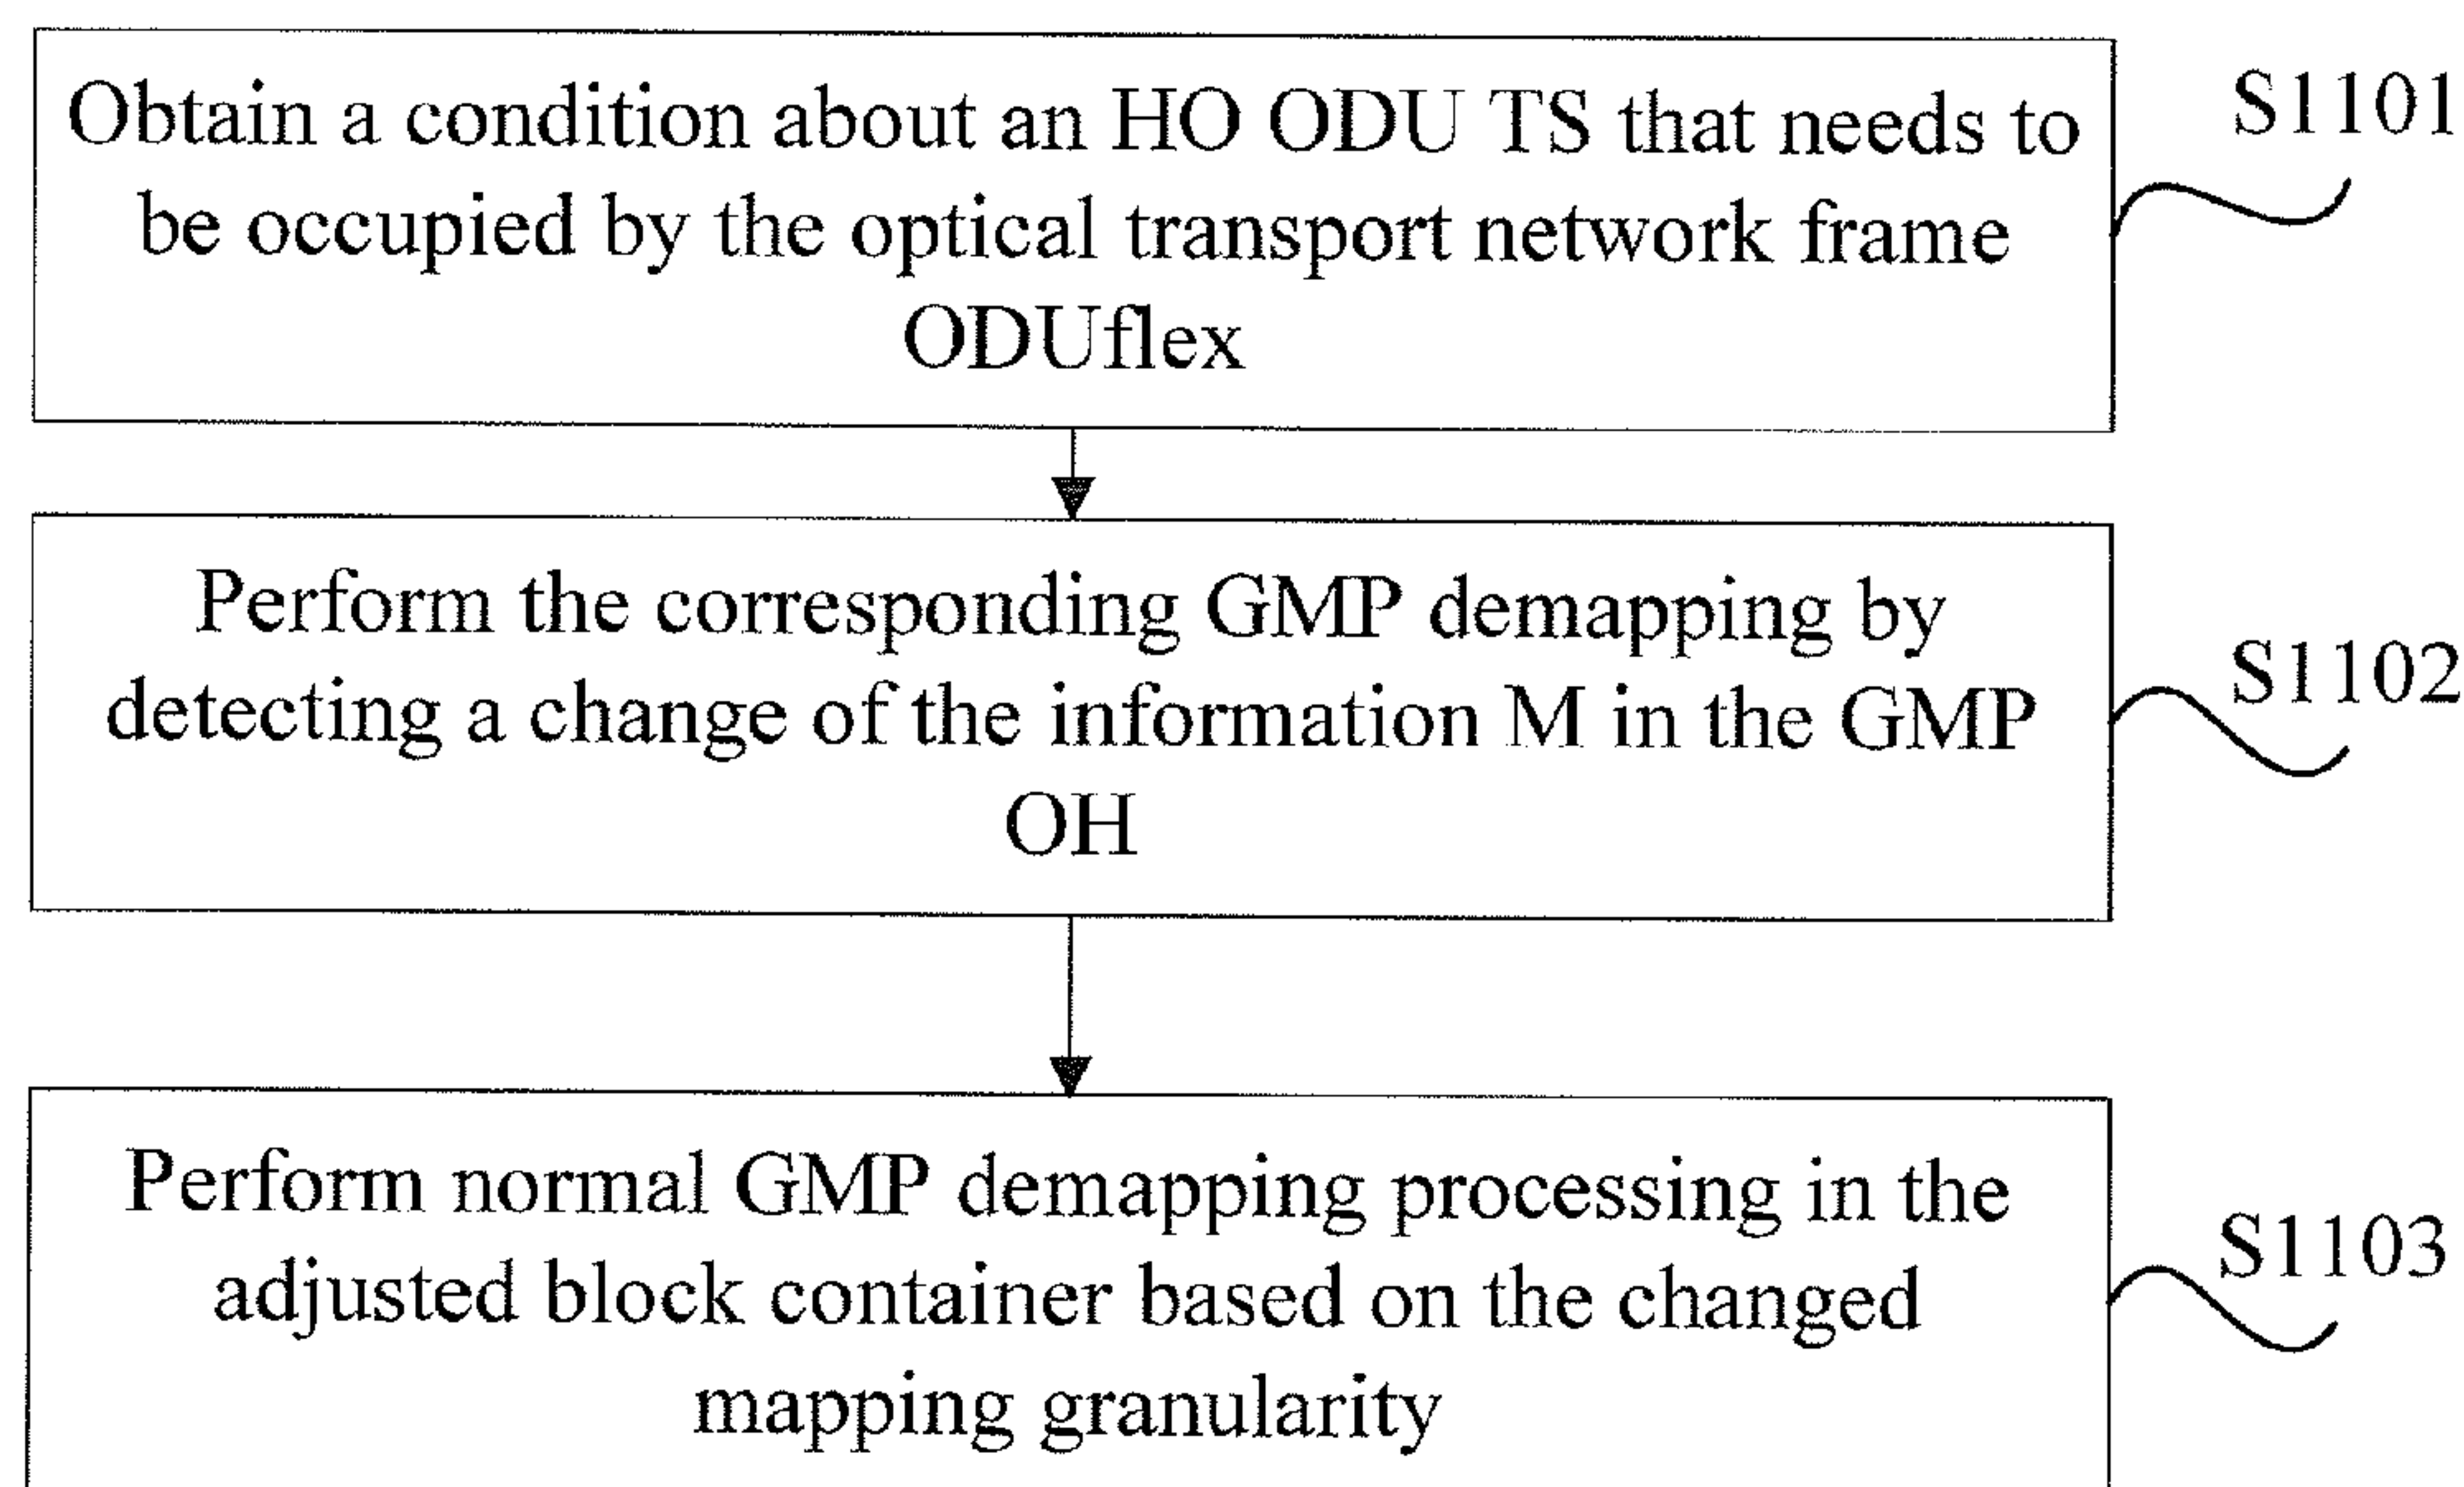 Obtain a condition about an HO ODU TS that needs to
be occupied by the optical transport network frame
ODUflex
S1101
Perform the corresponding GMP demapping by
detecting a change of the information M in the GMP
OH
S1102
Perform normal GMP demapping processing in the
adjusted block container based on the changed
mapping granularity
S1103